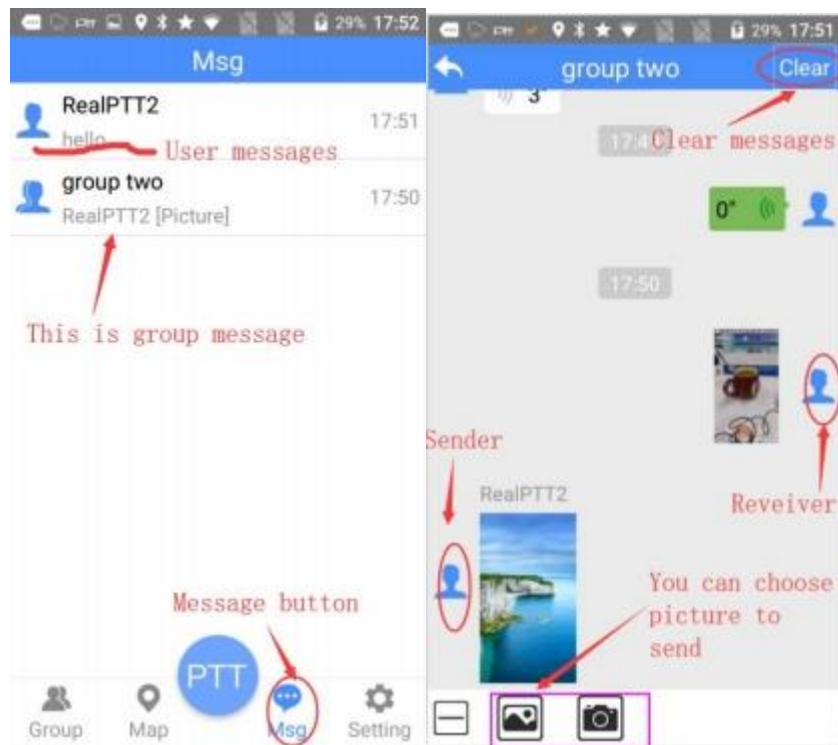 PTT 29% 17:52
Msg
RealPTT2
17:51
hello
User messages
group two
17:50
RealPTT2 [Picture]
This is group message
Message button
PTT
Group Map Msg Setting
PTT 29% 17:51
group two Clear
3"
Clear messages
0"
17:50
Sender
RealPTT2
Reveiver
You can choose
picture to
send